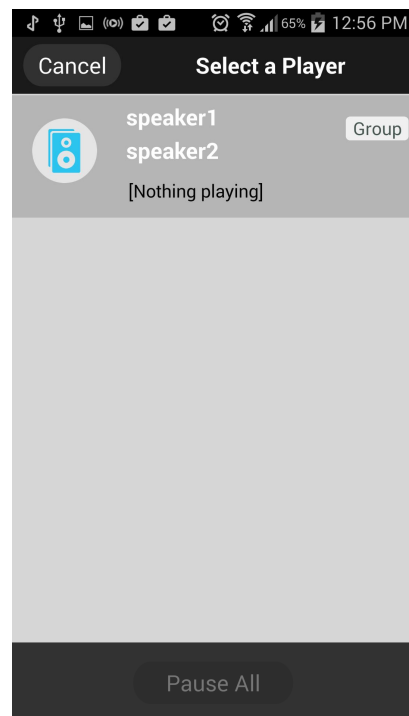 65% 12:56 PM
Cancel Select a Player
speaker1
Group
speaker2
[Nothing playing]
Pause All